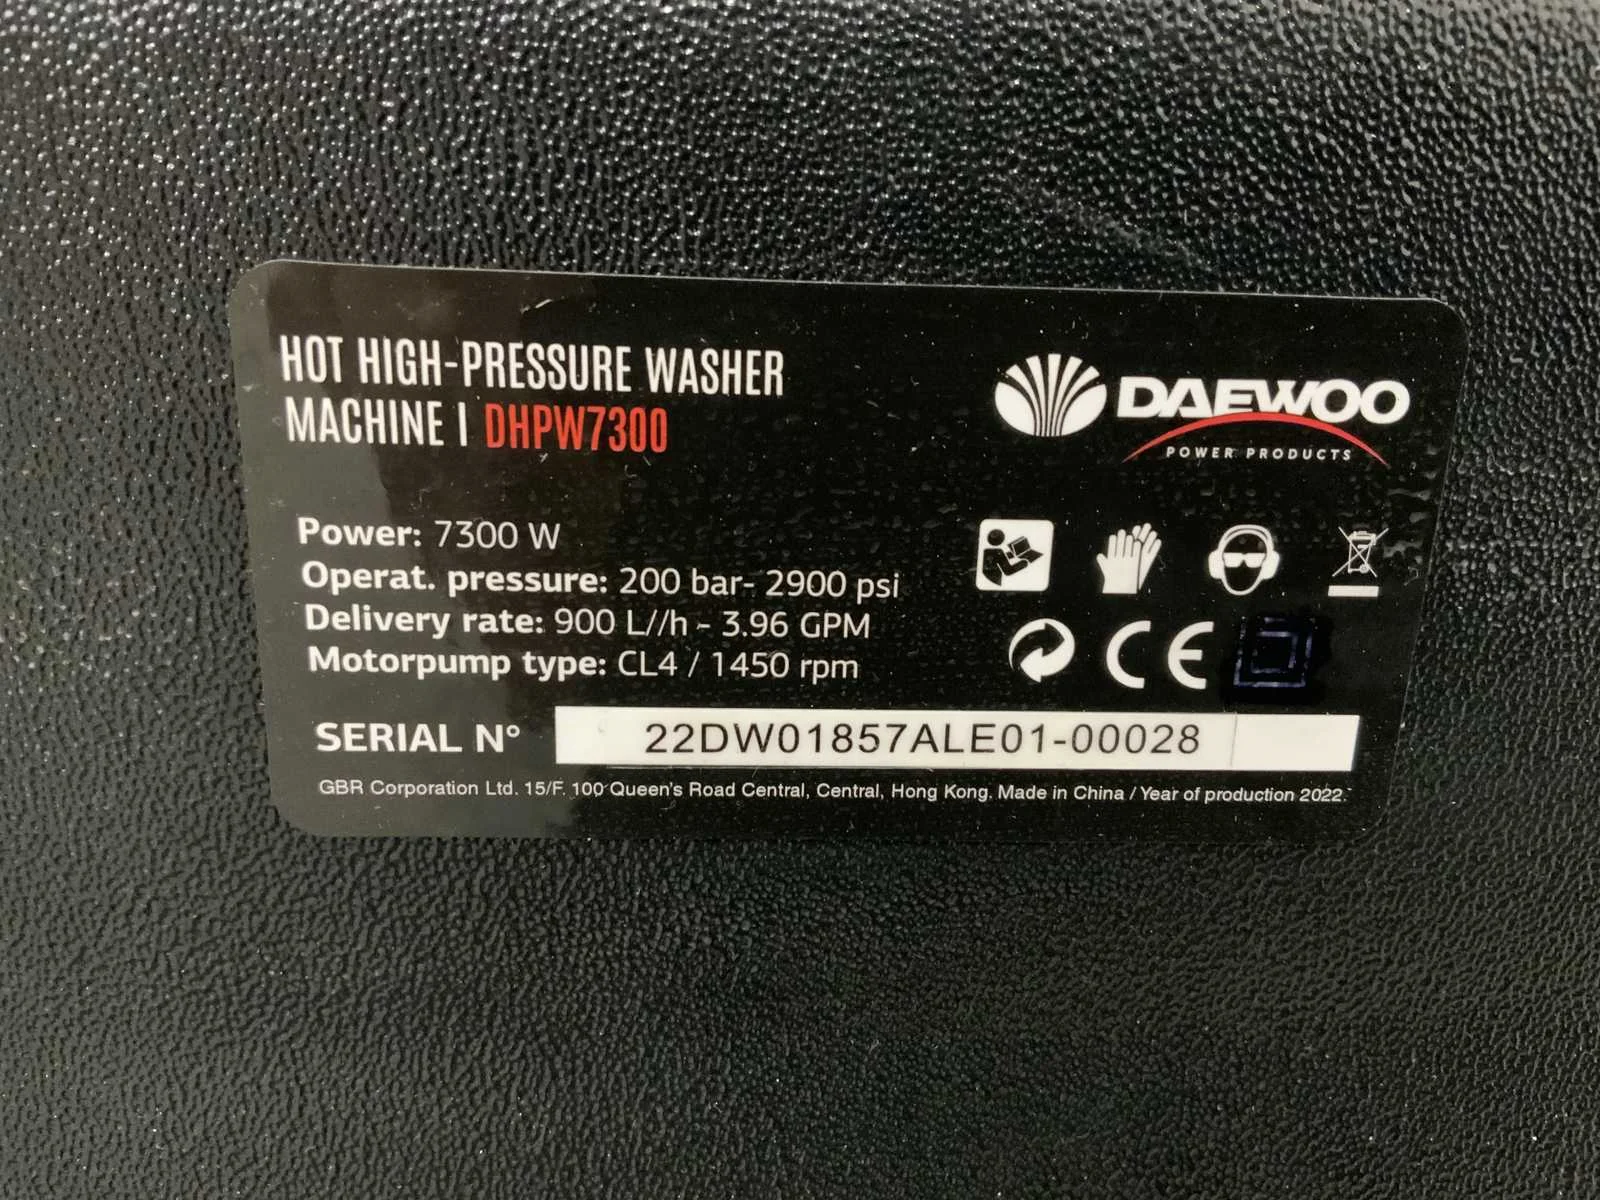 HOT HIGH-PRESSURE WASHER
MACHINE | DHPW7300
DAEWOO
POWER PRODUCTS
Power: 7300 W
Operat. pressure: 200 bar- 2900 psi
Delivery rate: 900 L//h - 3.96 GPM
Motorpump type: CL4 / 1450 rpm
CE
SERIAL N° 22DW01857ALE01-00028
GBR Corporation Ltd. 15/F. 100 Queen's Road Central, Central, Hong Kong. Made in China / Year of production 2022.